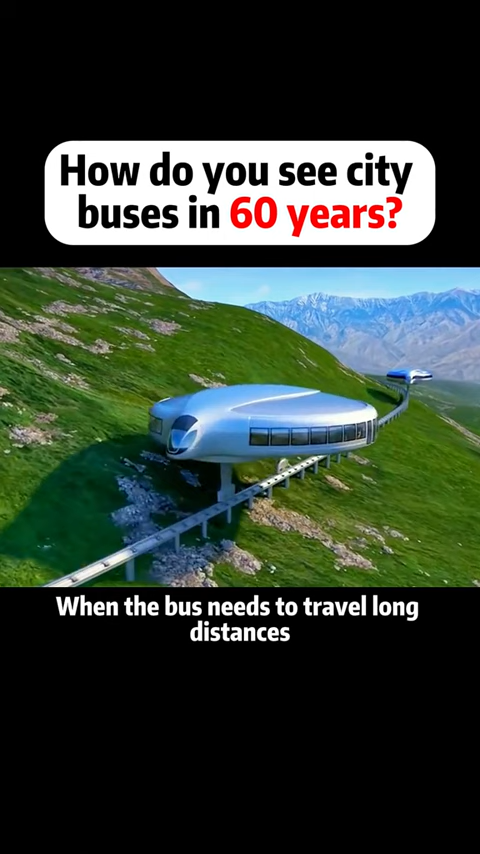 How do you see city
buses in 60 years?
When the bus needs to travel long
distances